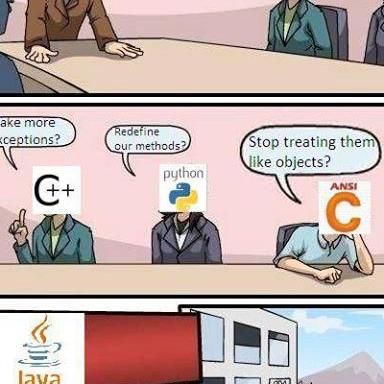 ake more
xceptions?
Redefine
our methods?
Stop treating them
like objects?
C++
python
ANSI
C
Java